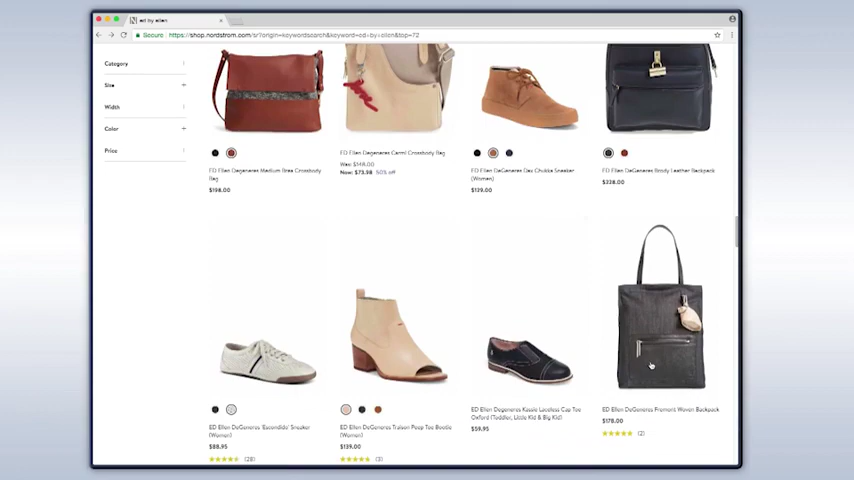 ed by ellen
Secure
https://shop.nordstrom.com/sr?origin=keywordsearch&keyword=ed+by+ellen&top=72
Category
Size
Width
Color
Price
ED Ellen Degeneres Medium Brea Crossbody
Bag
$198.00
ED Ellen Degeneres Carml Crossbody Bag
Was: $148.00
Now: $73.98 50% off
ED Ellen DeGeneres Dax Chukka Sneaker
(Women)
$139.00
ED Ellen DeGeneres Brody Leather Backpack
$228.00
ED Ellen DeGeneres 'Escondido' Sneaker
(Women)
$88.95
(28)
ED Ellen DeGeneres Tralson Peep Toe Bootie
(Women)
$139.00
(3)
ED Ellen Degeneres Kassie Laceless Cap Toe
Oxford (Toddler, Little Kid & Big Kid)
$59.95
ED Ellen DeGeneres Fremont Woven Backpack
$178.00
(2)